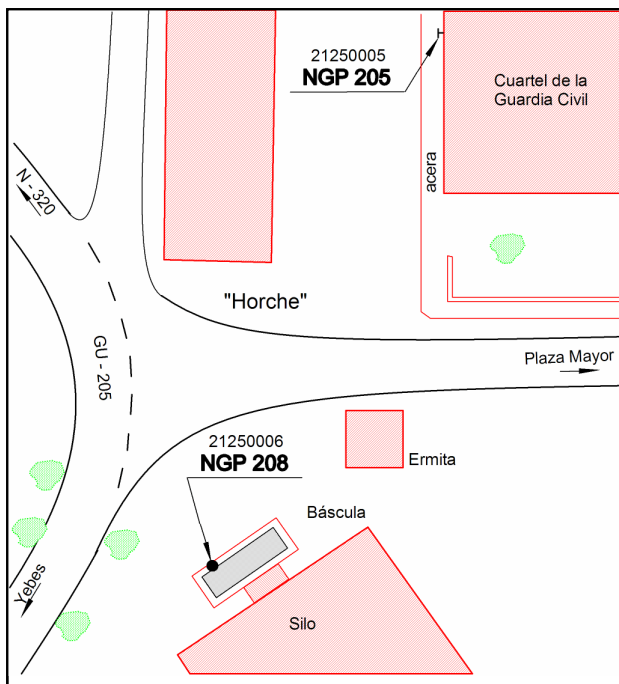 21250005
NGP 205
Cuartel de la
Guardia Civil
acera
N - 320
"Horche"
GU - 205
Plaza Mayor
21250006
NGP 208
Ermita
Báscula
Yebes
Silo